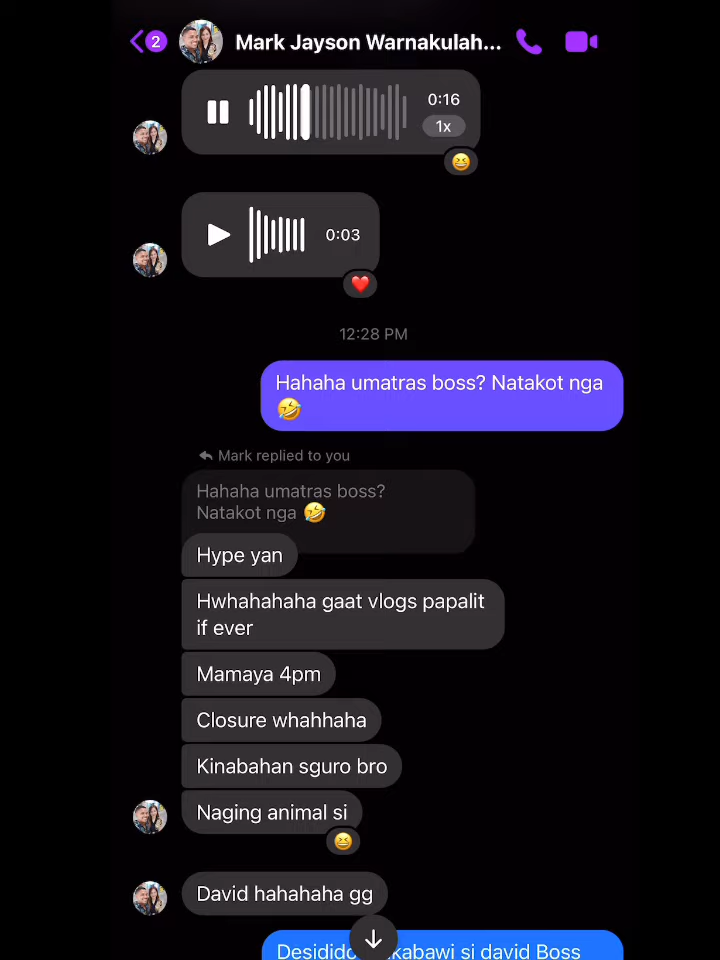 2
Mark Jayson Warnakulah...
0:16
1x
0:03
12:28 PM
Hahaha umatras boss? Natakot nga
🤣
Mark replied to you
Hahaha umatras boss?
Natakot nga 🤣
Hype yan
Hwhahahaha gaat vlogs papalit
if ever
Mamaya 4pm
Closure whahhaha
Kinabahan sguro bro
Naging animal si
David hahahaha gg
Desidido si david Boss